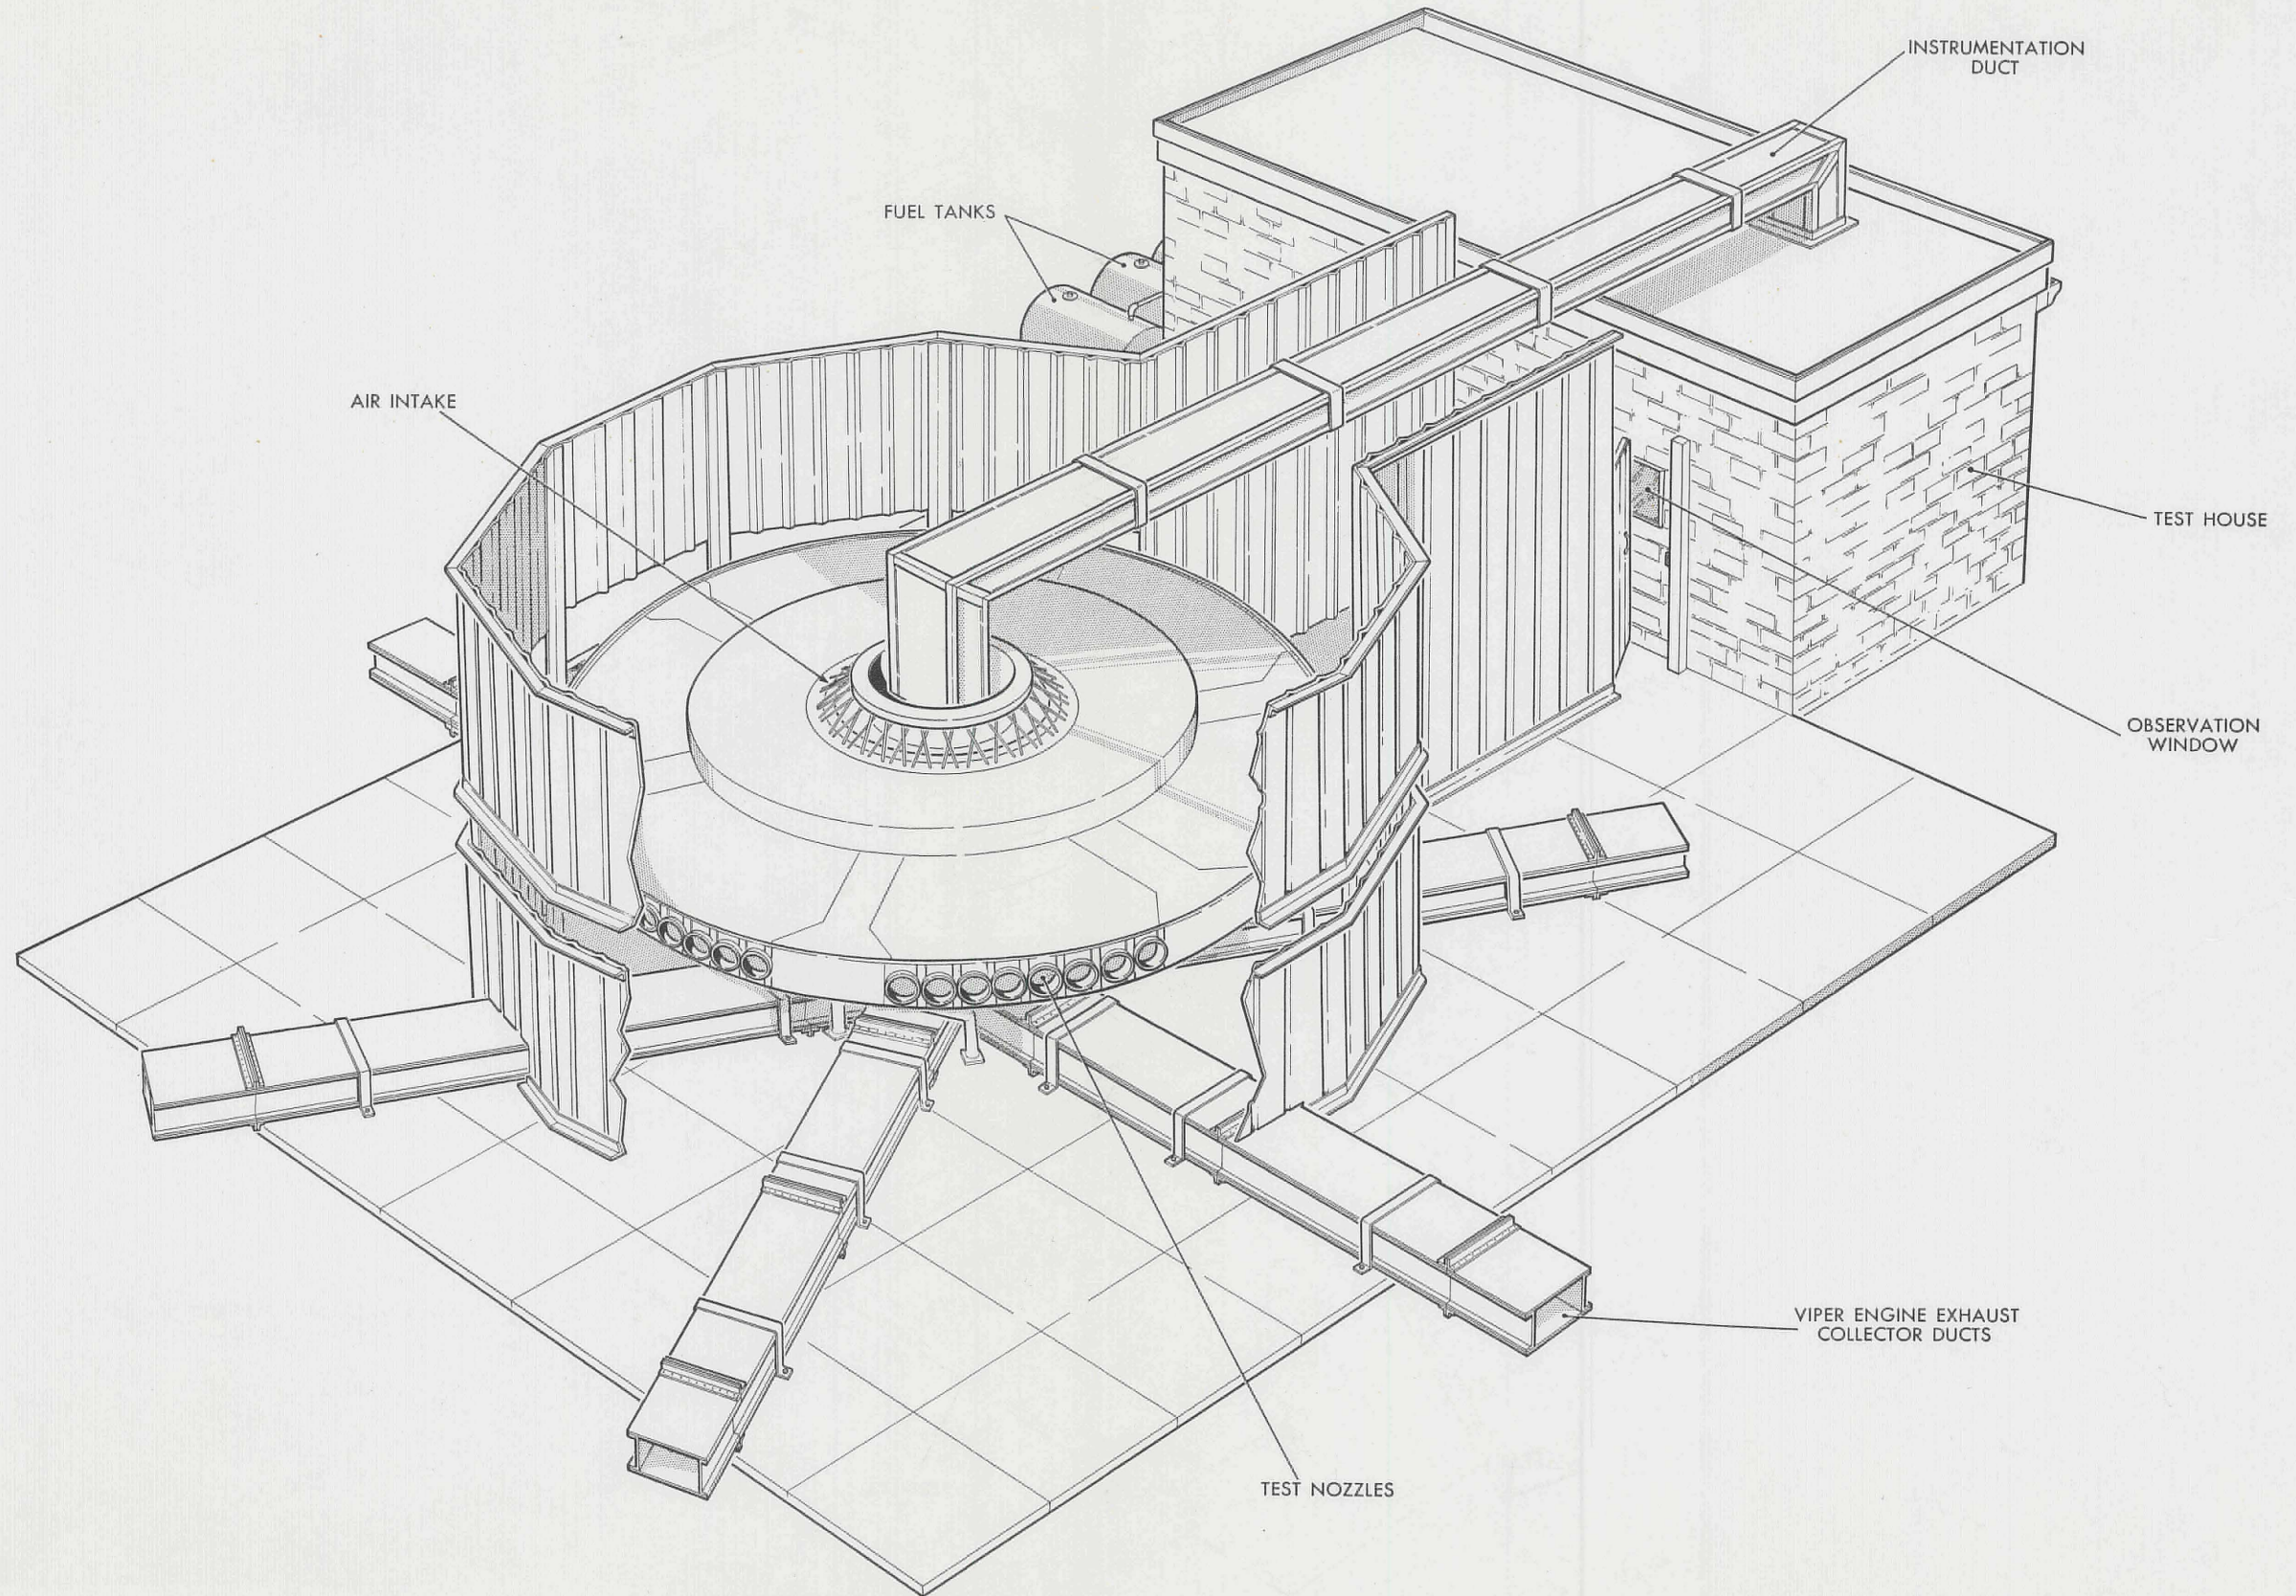 INSTRUMENTATION
DUCT
FUEL TANKS
AIR INTAKE
TEST HOUSE
OBSERVATION
WINDOW
VIPER ENGINE EXHAUST
COLLECTOR DUCTS
TEST NOZZLES